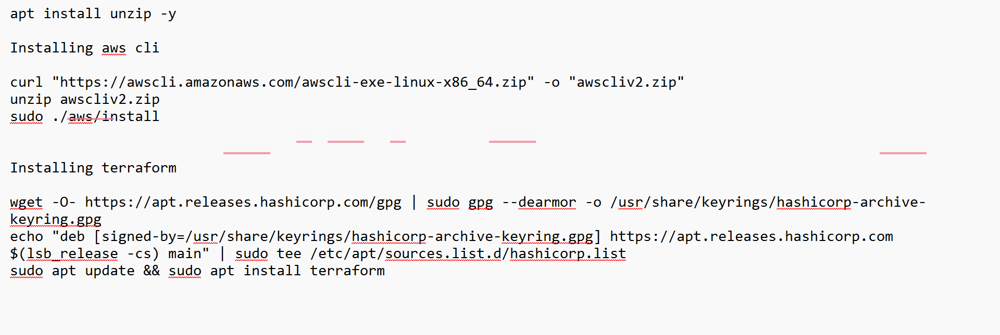 apt install unzip -y
Installing aws cli
curl "https://awscli.amazonaws.com/awscli-exe-linux-x86_64.zip" -o "awscliv2.zip"
unzip awscliv2.zip
sudo ./aws/install
Installing terraform
wget -O- https://apt.releases.hashicorp.com/gpg | sudo gpg --dearmor -o /usr/share/keyrings/hashicorp-archive-
keyring.gpg
echo "deb [signed-by=/usr/share/keyrings/hashicorp-archive-keyring.gpg] https://apt.releases.hashicorp.com
$(lsb_release -cs) main" | sudo tee /etc/apt/sources.list.d/hashicorp.list
sudo apt update && sudo apt install terraform